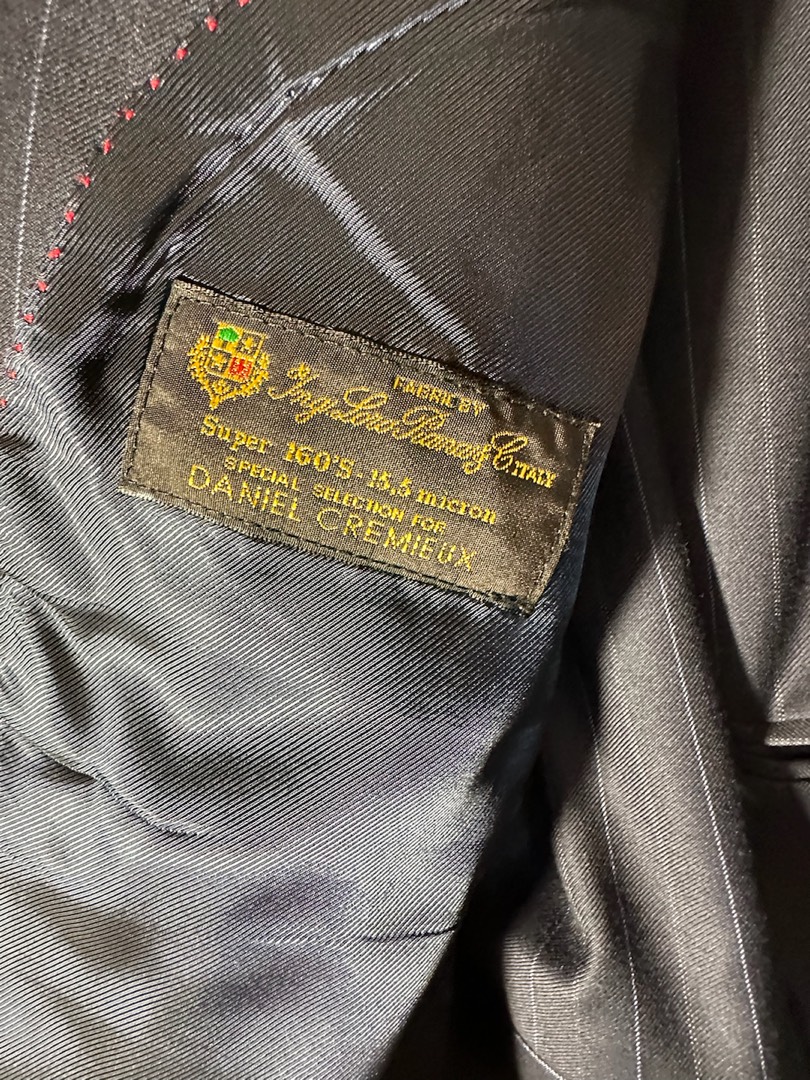 FABRIC BY
Ing. Loro Piana & C. ITALY
Super 160'S - 15,5 micron
SPECIAL SELECTION FOR
DANIEL CREMIEUX